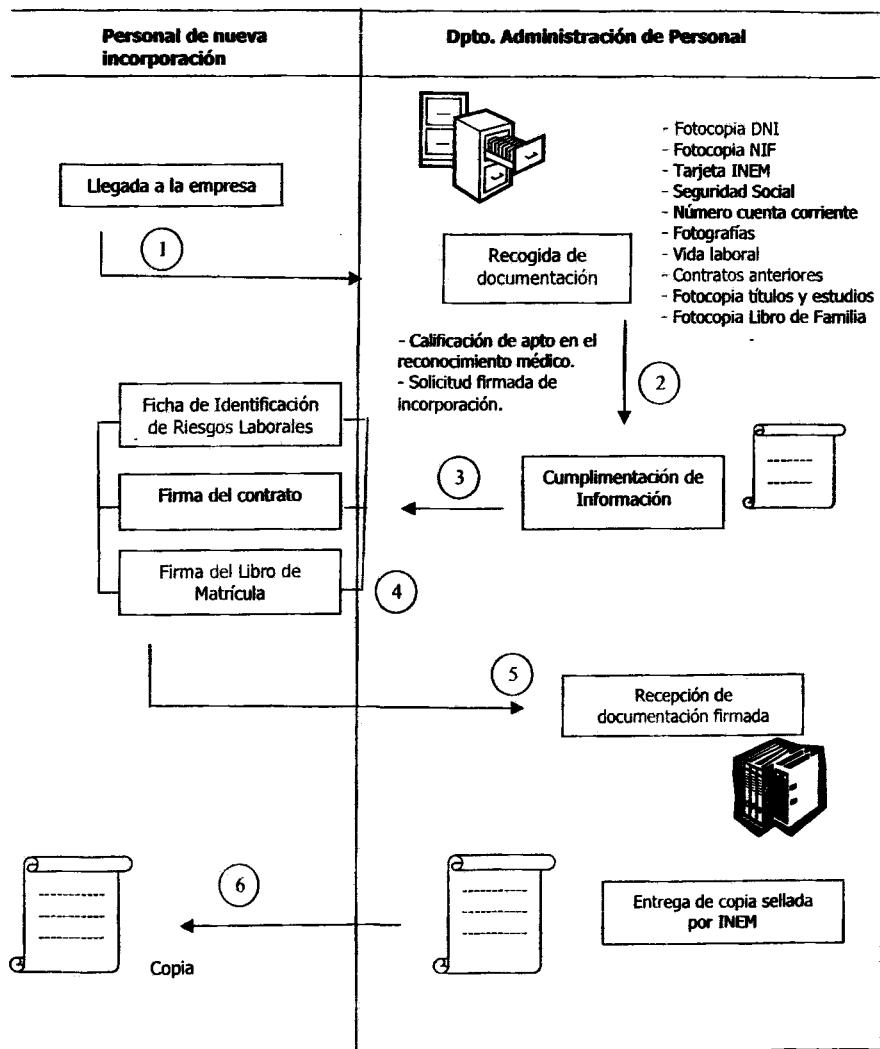 Personal de nueva
incorporación
Dpto. Administración de Personal
Llegada a la empresa
1
Recogida de
documentación
- Fotocopia DNI
- Fotocopia NIF
- Tarjeta INEM
- Seguridad Social
- Número cuenta corriente
- Fotografías
- Vida laboral
- Contratos anteriores
- Fotocopia títulos y estudios
- Fotocopia Libro de Familia
- Calificación de apto en el
reconocimiento médico.
- Solicitud firmada de
incorporación.
2
Ficha de Identificación
de Riesgos Laborales
Firma del contrato
Firma del Libro de
Matrícula
3
Cumplimentación de
Información
4
5
Recepción de
documentación firmada
6
Copia
Entrega de copia sellada
por INEM